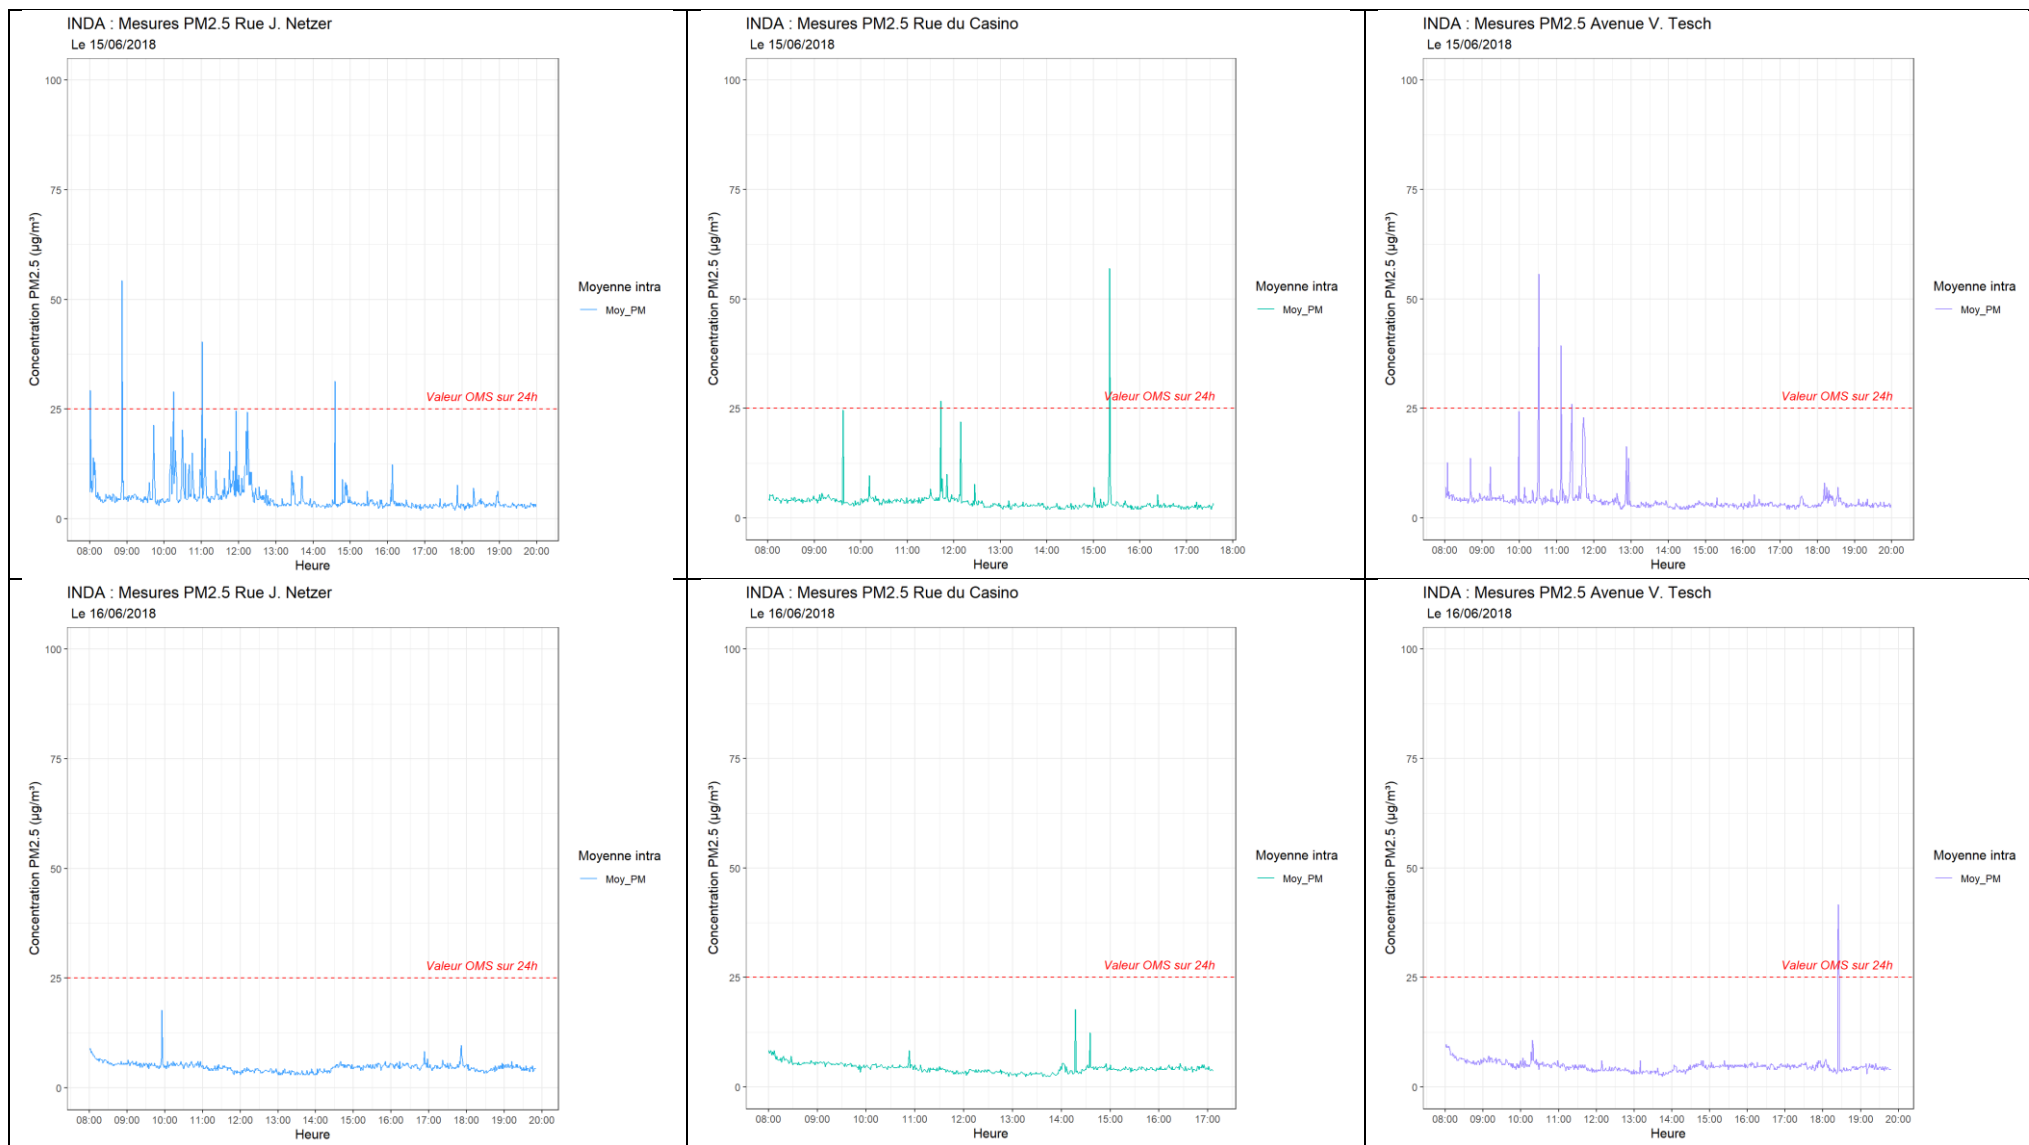 INDA : Mesures PM2.5 Rue J. Netzer
Le 15/06/2018
100
75
50
25
0
Concentration PM2.5 (µg/m³)
Valeur OMS sur 24h
08:00 09:00 10:00 11:00 12:00 13:00 14:00 15:00 16:00 17:00 18:00 19:00 20:00
Heure
Moyenne intra
Moy_PM
INDA : Mesures PM2.5 Rue du Casino
Le 15/06/2018
100
75
50
25
0
Concentration PM2.5 (µg/m³)
Valeur OMS sur 24h
08:00 09:00 10:00 11:00 12:00 13:00 14:00 15:00 16:00 17:00 18:00
Heure
Moyenne intra
Moy_PM
INDA : Mesures PM2.5 Avenue V. Tesch
Le 15/06/2018
100
75
50
25
0
Concentration PM2.5 (µg/m³)
Valeur OMS sur 24h
08:00 09:00 10:00 11:00 12:00 13:00 14:00 15:00 16:00 17:00 18:00 19:00 20:00
Heure
Moyenne intra
Moy_PM
INDA : Mesures PM2.5 Rue J. Netzer
Le 16/06/2018
100
75
50
25
0
Concentration PM2.5 (µg/m³)
Valeur OMS sur 24h
08:00 09:00 10:00 11:00 12:00 13:00 14:00 15:00 16:00 17:00 18:00 19:00 20:00
Heure
Moyenne intra
Moy_PM
INDA : Mesures PM2.5 Rue du Casino
Le 16/06/2018
100
75
50
25
0
Concentration PM2.5 (µg/m³)
Valeur OMS sur 24h
08:00 09:00 10:00 11:00 12:00 13:00 14:00 15:00 16:00 17:00
Heure
Moyenne intra
Moy_PM
INDA : Mesures PM2.5 Avenue V. Tesch
Le 16/06/2018
100
75
50
25
0
Concentration PM2.5 (µg/m³)
Valeur OMS sur 24h
08:00 09:00 10:00 11:00 12:00 13:00 14:00 15:00 16:00 17:00 18:00 19:00 20:00
Heure
Moyenne intra
Moy_PM